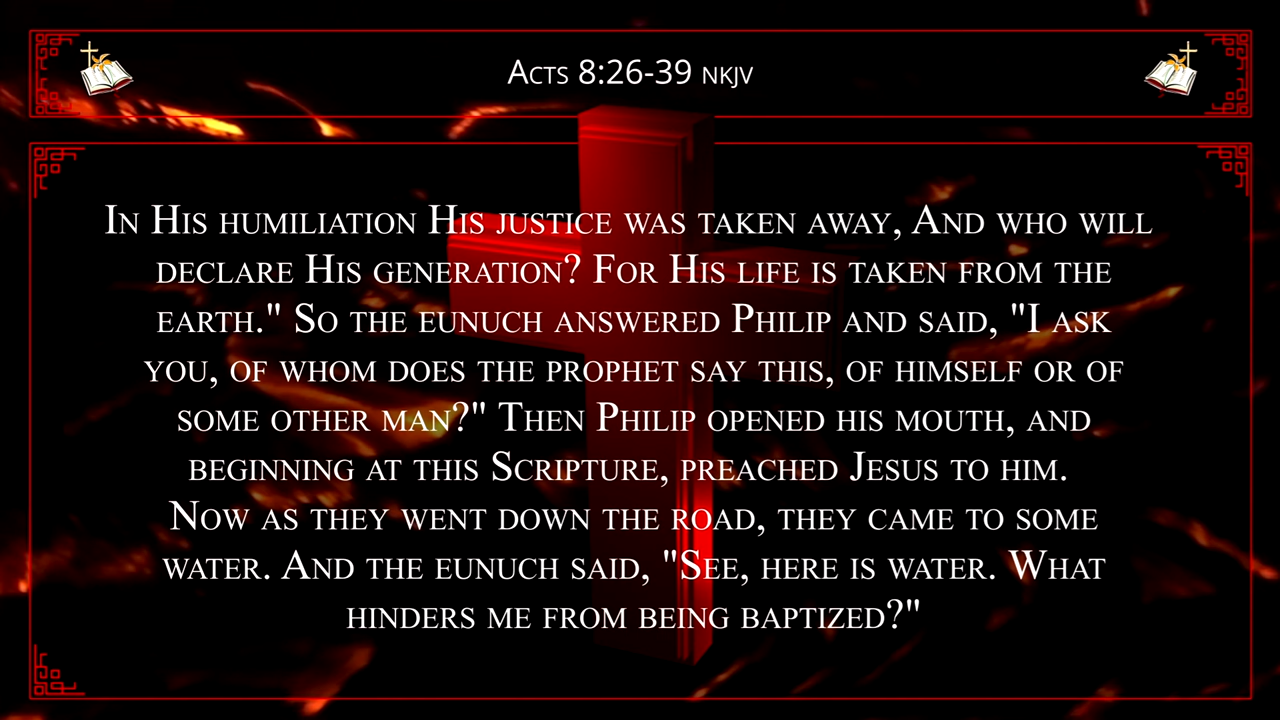 Acts 8:26-39 NKJV
In His humiliation His justice was taken away, And who will
declare His generation? For His life is taken from the
earth." So the eunuch answered Philip and said, "I ask
you, of whom does the prophet say this, of himself or of
some other man?" Then Philip opened his mouth, and
beginning at this Scripture, preached Jesus to him.
Now as they went down the road, they came to some
water. And the eunuch said, "See, here is water. What
hinders me from being baptized?"